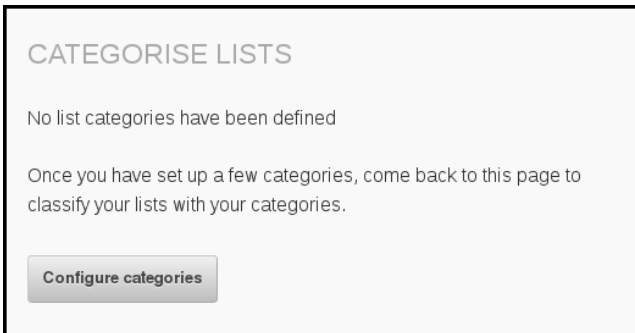 CATEGORISE LISTS
No list categories have been defined
Once you have set up a few categories, come back to this page to
classify your lists with your categories.
Configure categories